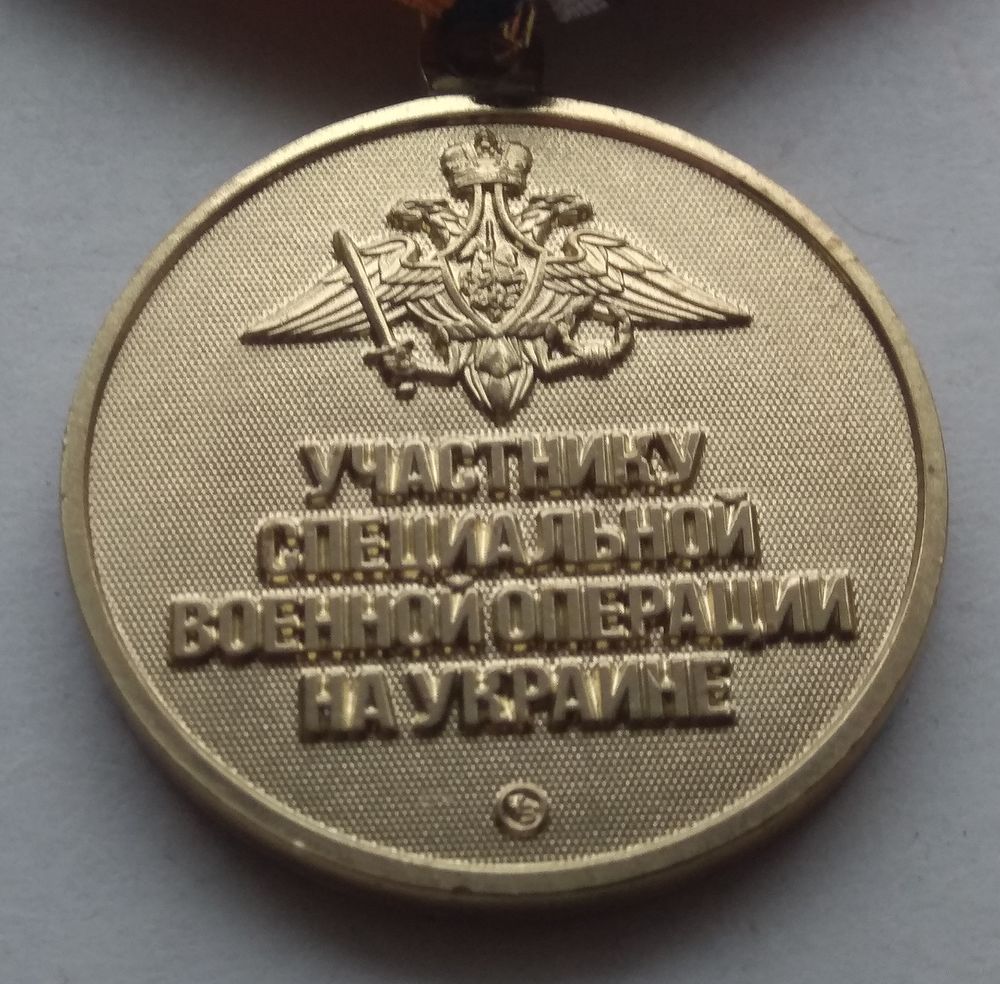 УЧАСТНИКУ
СПЕЦИАЛЬНОЙ
ВОЕННОЙ ОПЕРАЦИИ
НА УКРАИНЕ